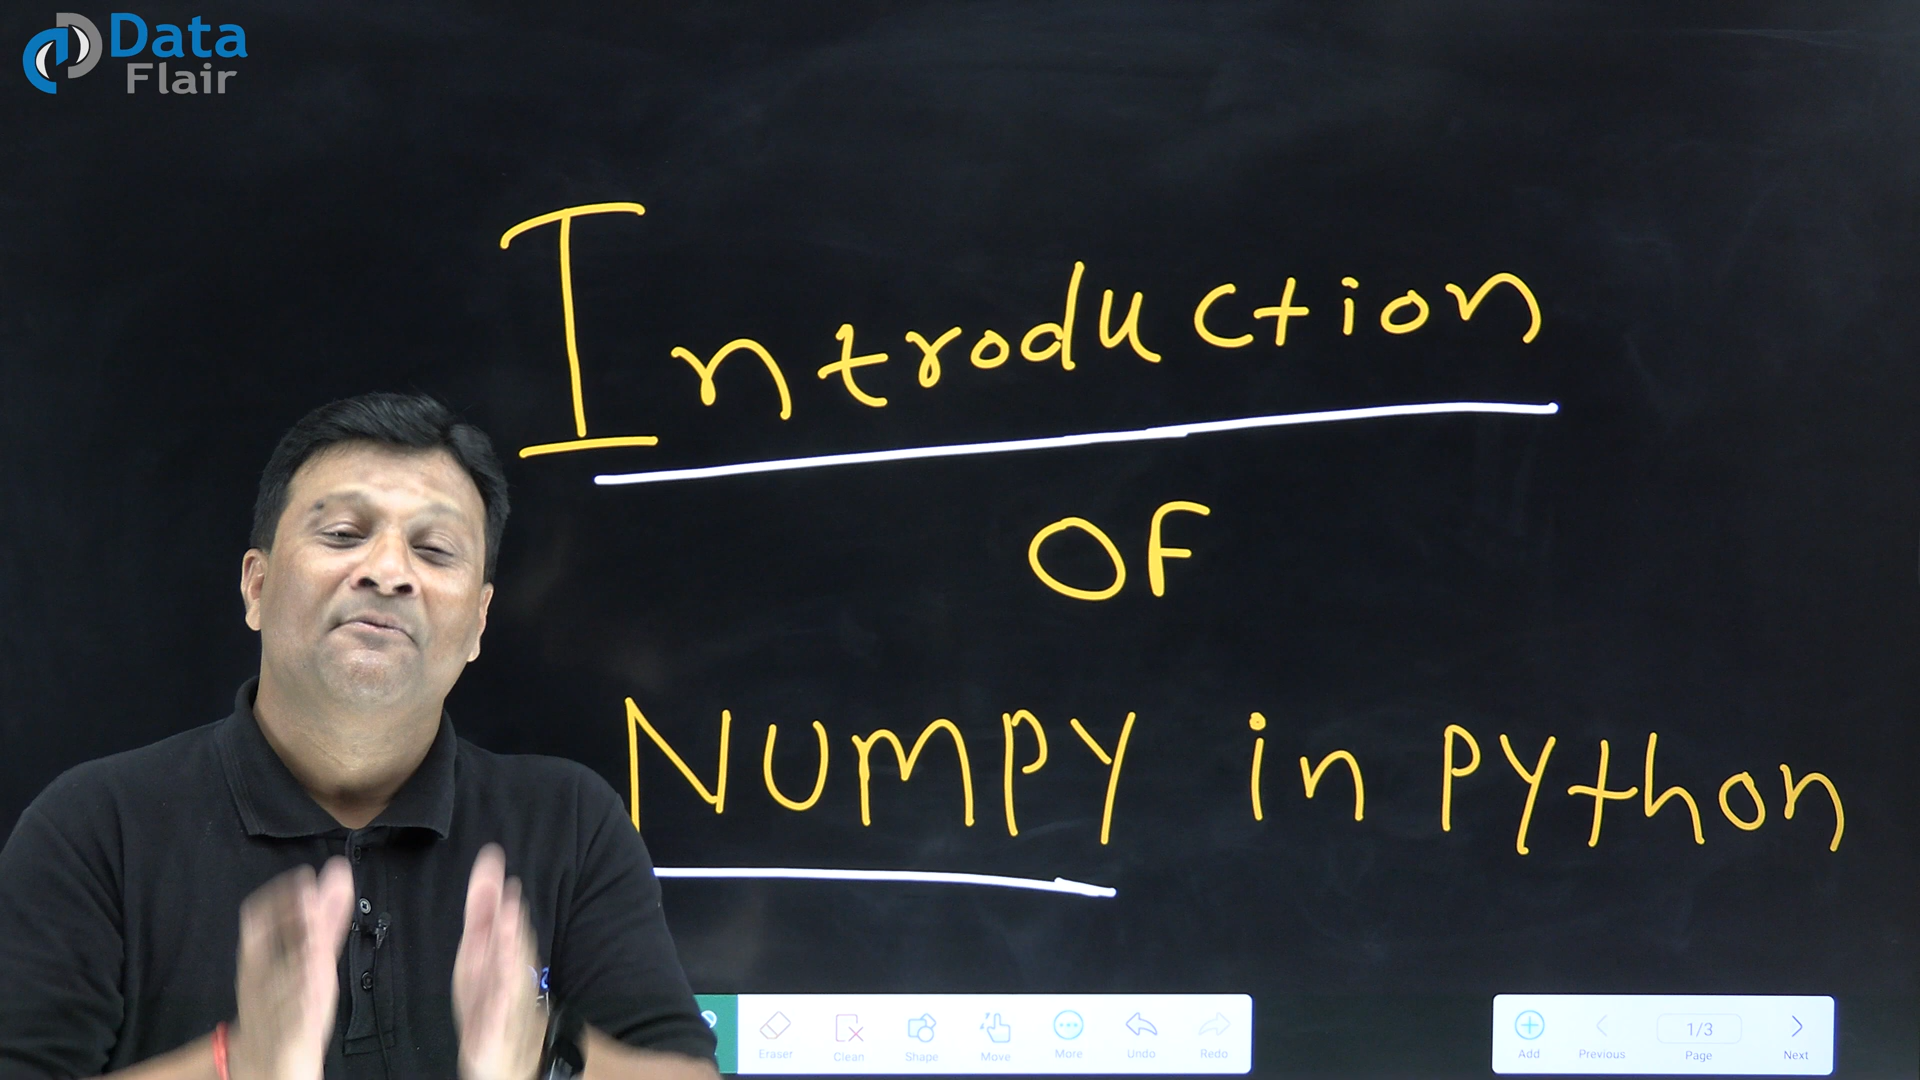 Data
Flair
Introduction
OF
NUMPY in PYthon
Eraser
Clean
Shape
Move
More
Undo
Redo
Add
Previous
1/3
Page
Next